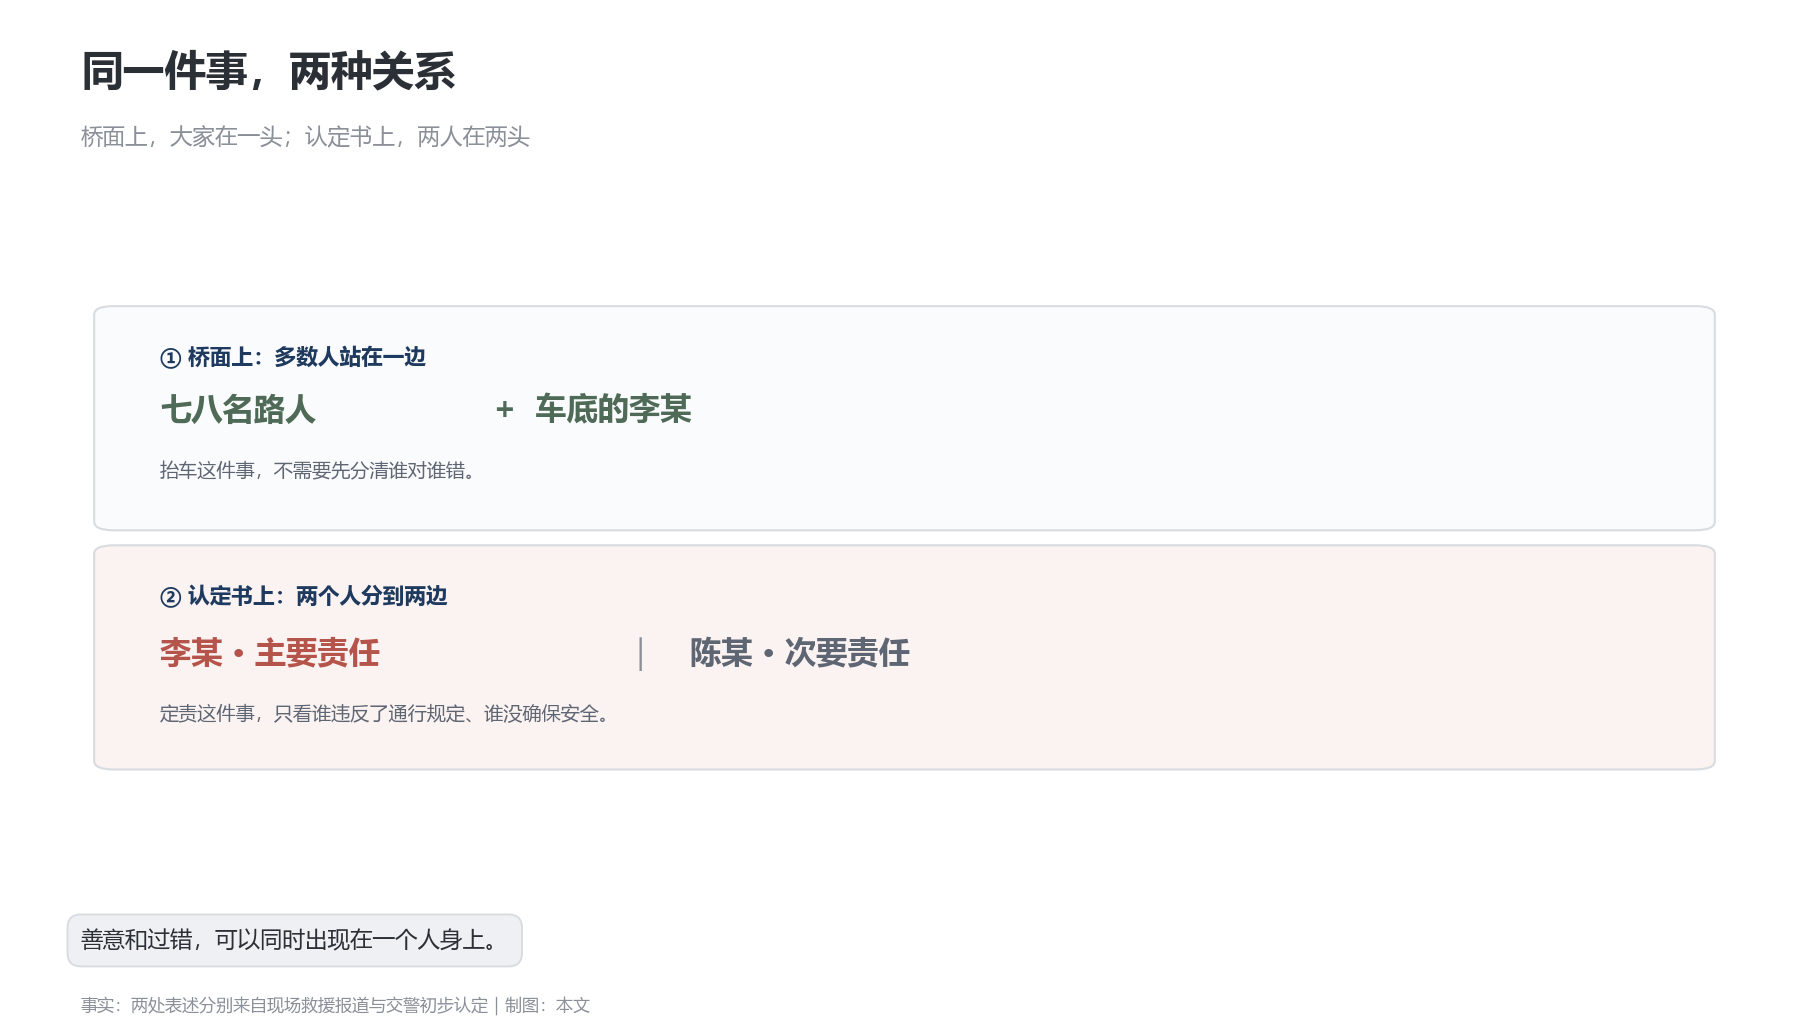 同一件事，两种关系
桥面上，大家在一头；认定书上，两人在两头
① 桥面上：多数人站在一边
七八名路人 + 车底的李某
抬车这件事，不需要先分清谁对谁错。
② 认定书上：两个人分到两边
李某·主要责任 | 陈某·次要责任
定责这件事，只看谁违反了通行规定、谁没确保安全。
善意和过错，可以同时出现在一个人身上。
事实：两处表述分别来自现场救援报道与交警初步认定 | 制图：本文